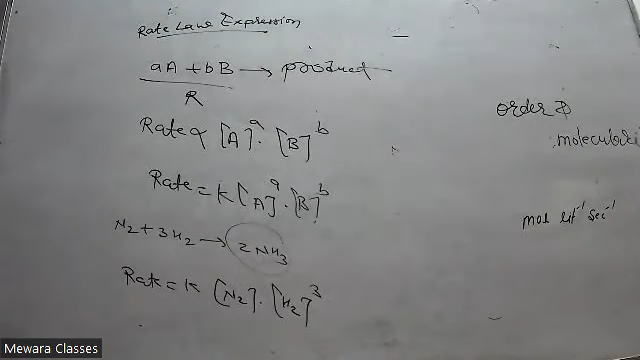 Rate Law Expression
aA + bB → product
R
Rate ∝ [A]^a . [B]^b
Rate = K [A]^a . [B]^b
N2 + 3H2 → 2NH3
Rate = K [N2] . [H2]^3
order &
moleculari
mol lit^-1 sec^-1
Mewara Classes